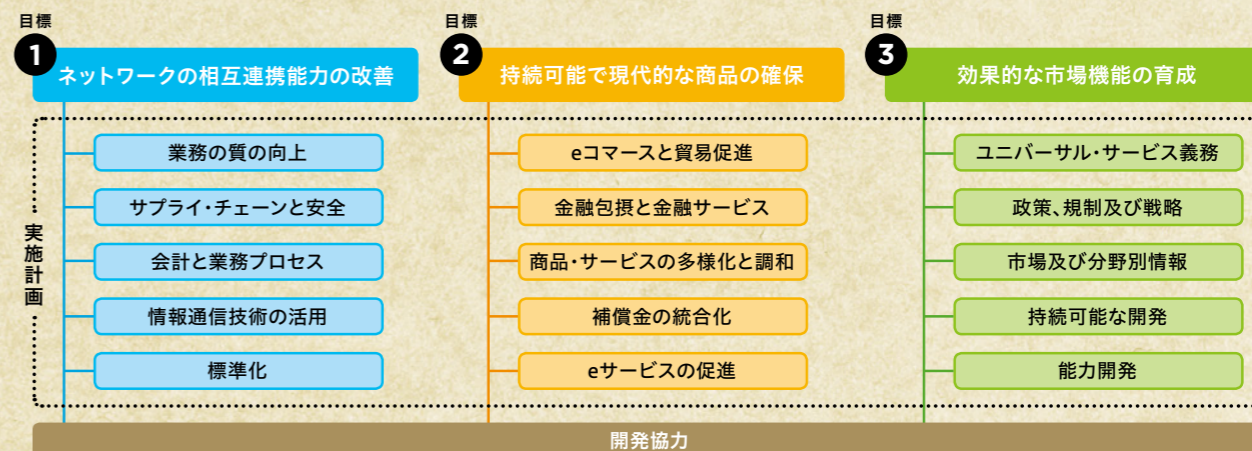 目標
1
ネットワークの相互連携能力の改善
業務の質の向上
サプライ・チェーンと安全
会計と業務プロセス
情報通信技術の活用
標準化
目標
2
持続可能で現代的な商品の確保
eコマースと貿易促進
金融包摂と金融サービス
商品・サービスの多様化と調和
補償金の統合化
eサービスの促進
目標
3
効果的な市場機能の育成
ユニバーサル・サービス義務
政策、規制及び戦略
市場及び分野別情報
持続可能な開発
能力開発
実施計画
開発協力